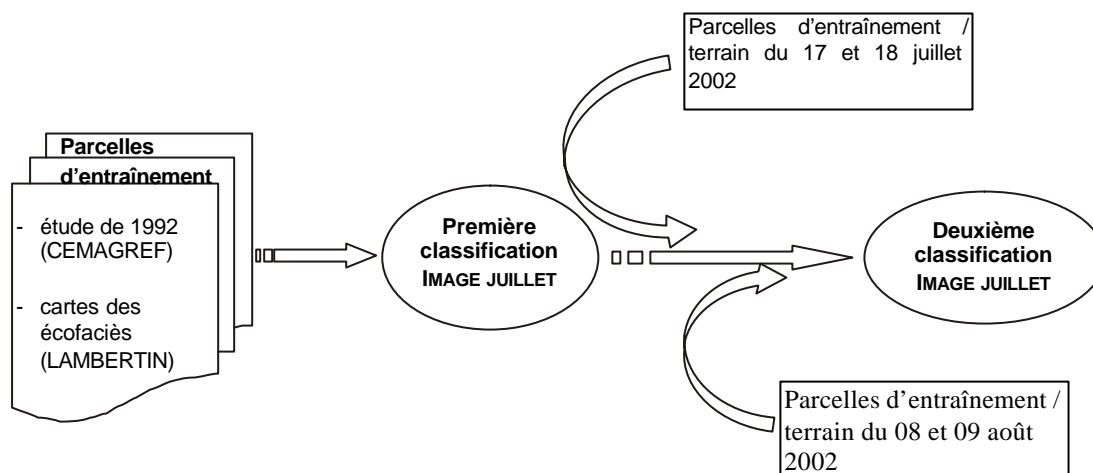 Parcelles d'entraînement /
terrain du 17 et 18 juillet
2002
Parcelles
d'entraînement
- étude de 1992
(CEMAGREF)
- cartes des
écofaciès
(LAMBERTIN)
Première
classification
IMAGE JUILLET
Deuxième
classification
IMAGE JUILLET
Parcelles d'entraînement /
terrain du 08 et 09 août
2002